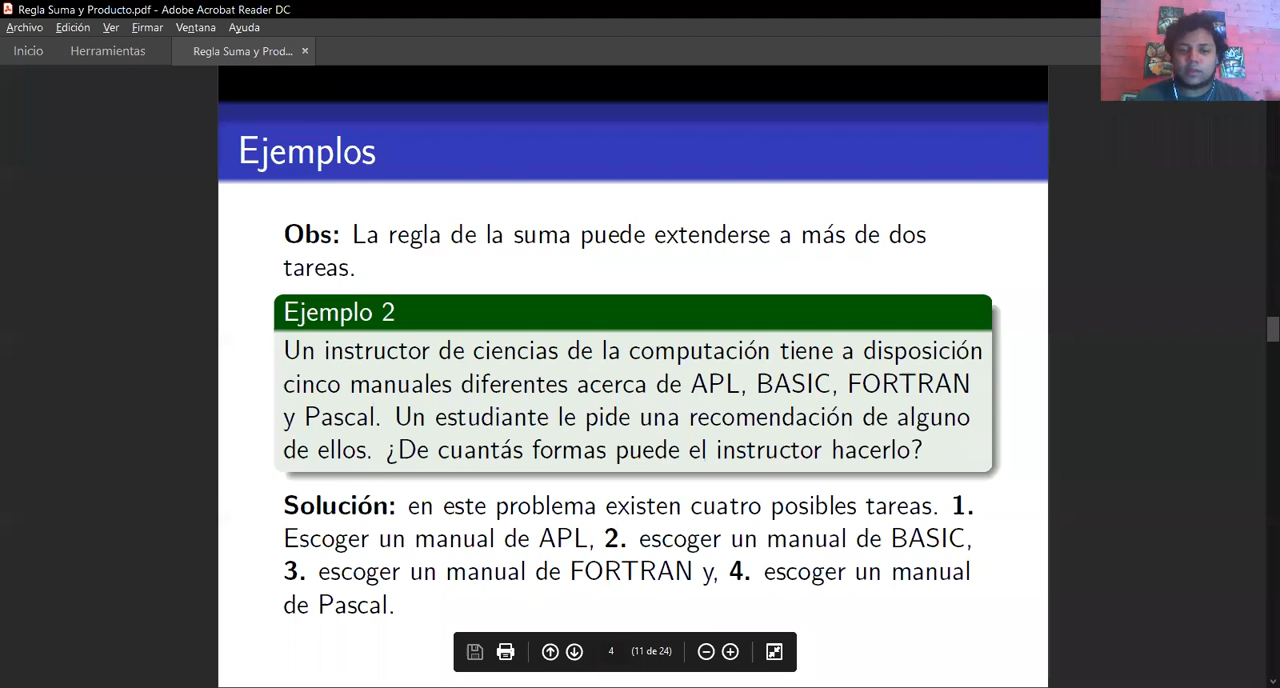 Regla Suma y Producto.pdf - Adobe Acrobat Reader DC
Archivo Edición Ver Firmar Ventana Ayuda
Inicio Herramientas Regla Suma y Prod... ×
Ejemplos
Obs: La regla de la suma puede extenderse a más de dos
tareas.
Ejemplo 2
Un instructor de ciencias de la computación tiene a disposición
cinco manuales diferentes acerca de APL, BASIC, FORTRAN
y Pascal. Un estudiante le pide una recomendación de alguno
de ellos. ¿De cuantás formas puede el instructor hacerlo?
Solución: en este problema existen cuatro posibles tareas. 1.
Escoger un manual de APL, 2. escoger un manual de BASIC,
3. escoger un manual de FORTRAN y, 4. escoger un manual
de Pascal.
4 (11 de 24)